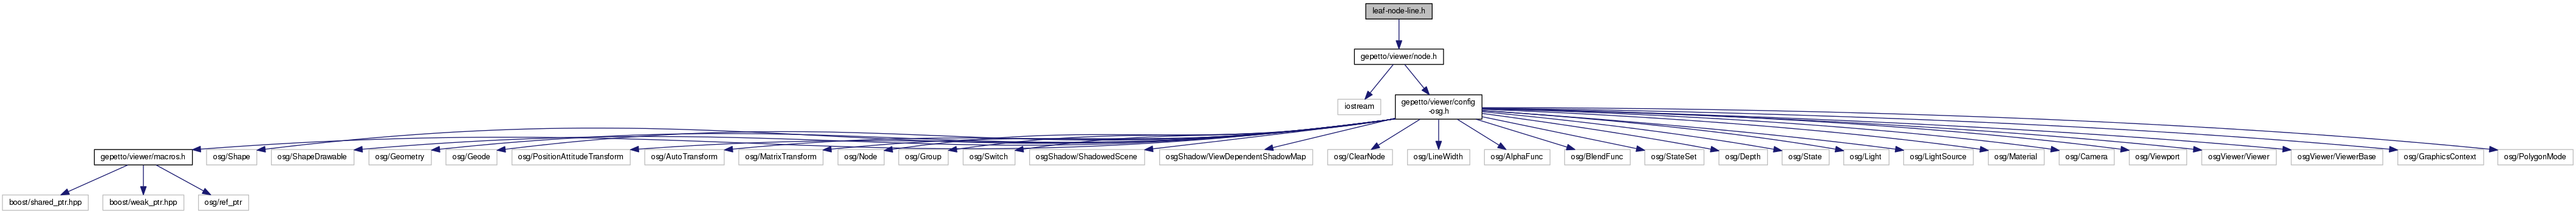 leaf-node-line.h
gepetto/viewer/node.h
iostream
gepetto/viewer/config
-osg.h
gepetto/viewer/macros.h
osg/Shape
osg/ShapeDrawable
osg/Geometry
osg/Geode
osg/PositionAttitudeTransform
osg/AutoTransform
osg/MatrixTransform
osg/Node
osg/Group
osg/Switch
osgShadow/ShadowedScene
osgShadow/ViewDependentShadowMap
osg/ClearNode
osg/LineWidth
osg/AlphaFunc
osg/BlendFunc
osg/StateSet
osg/Depth
osg/State
osg/Light
osg/LightSource
osg/Material
osg/Camera
osg/Viewport
osgViewer/Viewer
osgViewer/ViewerBase
osg/GraphicsContext
osg/PolygonMode
boost/shared_ptr.hpp
boost/weak_ptr.hpp
osg/ref_ptr